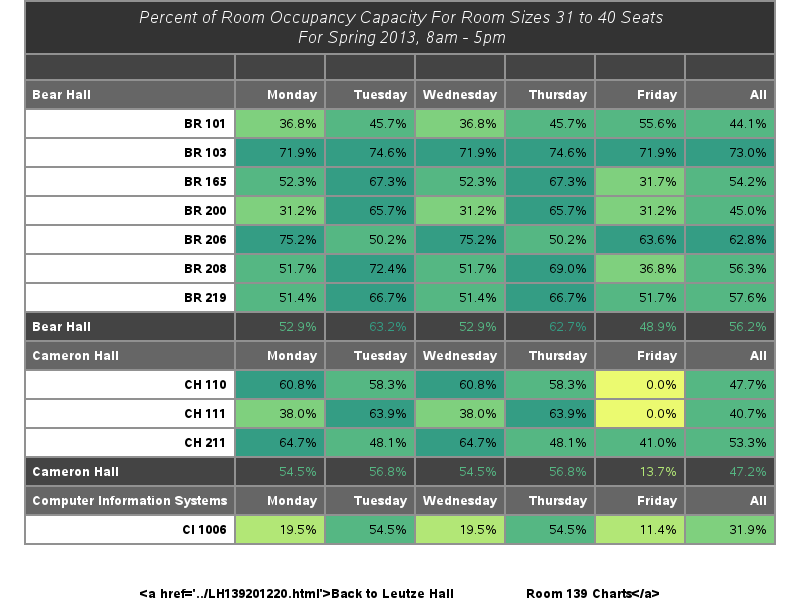 Percent of Room Occupancy Capacity For Room Sizes 31 to 40 Seats
For Spring 2013, 8am - 5pm
Bear Hall Monday Tuesday Wednesday Thursday Friday All
BR 101 36.8% 45.7% 36.8% 45.7% 55.6% 44.1%
BR 103 71.9% 74.6% 71.9% 74.6% 71.9% 73.0%
BR 165 52.3% 67.3% 52.3% 67.3% 31.7% 54.2%
BR 200 31.2% 65.7% 31.2% 65.7% 31.2% 45.0%
BR 206 75.2% 50.2% 75.2% 50.2% 63.6% 62.8%
BR 208 51.7% 72.4% 51.7% 69.0% 36.8% 56.3%
BR 219 51.4% 66.7% 51.4% 66.7% 51.7% 57.6%
Bear Hall 52.9% 63.2% 52.9% 62.7% 48.9% 56.2%
Cameron Hall Monday Tuesday Wednesday Thursday Friday All
CH 110 60.8% 58.3% 60.8% 58.3% 0.0% 47.7%
CH 111 38.0% 63.9% 38.0% 63.9% 0.0% 40.7%
CH 211 64.7% 48.1% 64.7% 48.1% 41.0% 53.3%
Cameron Hall 54.5% 56.8% 54.5% 56.8% 13.7% 47.2%
Computer Information Systems Monday Tuesday Wednesday Thursday Friday All
CI 1006 19.5% 54.5% 19.5% 54.5% 11.4% 31.9%
<a href='../LH139201220.html'>Back to Leutze Hall Room 139 Charts</a>